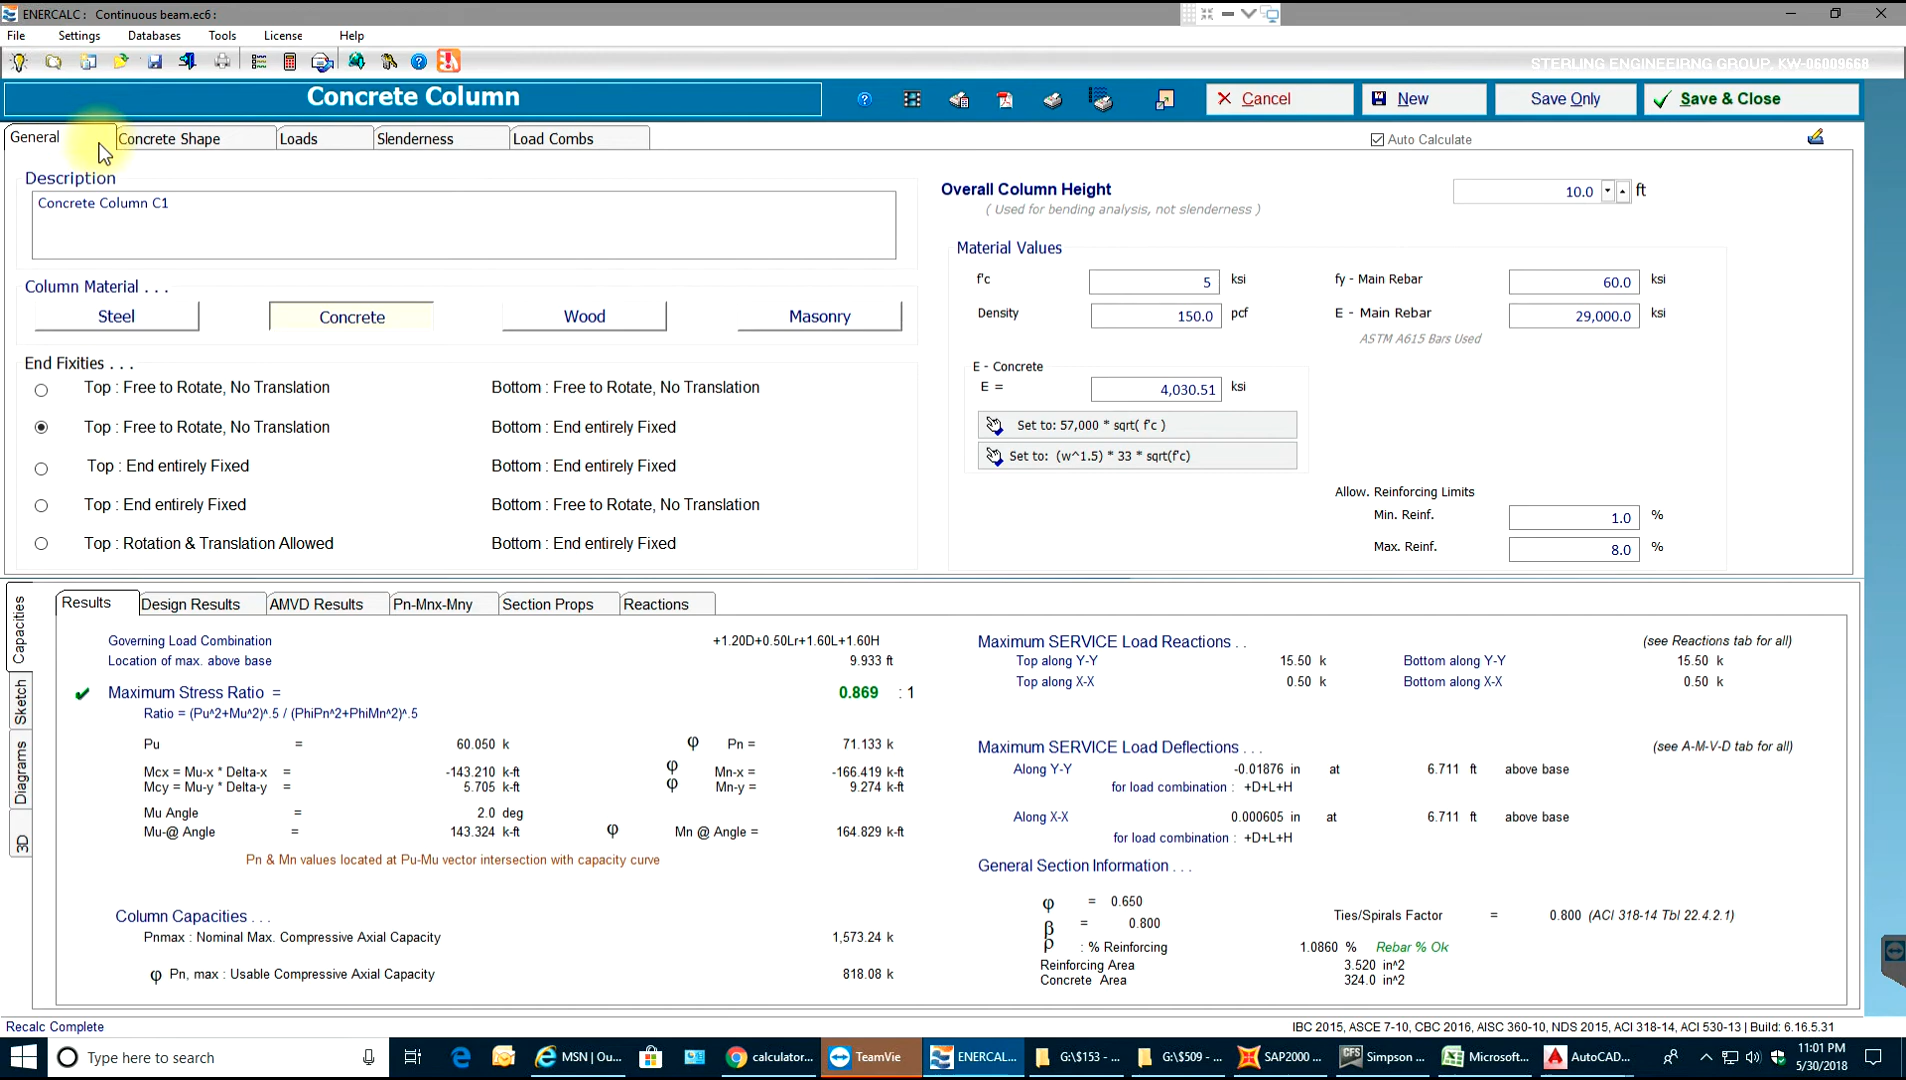 ENERCALC : Continuous beam.ec6 :
File Settings Databases Tools License Help
STERLING ENGINEEIRNG GROUP, KW-06009668
Concrete Column
Cancel New Save Only Save & Close
General Concrete Shape Loads Slenderness Load Combs Auto Calculate
Description
Concrete Column C1
Overall Column Height 10.0 ft
( Used for bending analysis, not slenderness )
Material Values
f'c 5 ksi fy - Main Rebar 60.0 ksi
Density 150.0 pcf E - Main Rebar 29,000.0 ksi
ASTM A615 Bars Used
Column Material . . .
Steel Concrete Wood Masonry
E - Concrete
E = 4,030.51 ksi
Set to: 57,000 * sqrt( f'c )
Set to: (w^1.5) * 33 * sqrt(f'c)
Allow. Reinforcing Limits
Min. Reinf. 1.0 %
Max. Reinf. 8.0 %
End Fixities . . .
Top : Free to Rotate, No Translation Bottom : Free to Rotate, No Translation
Top : Free to Rotate, No Translation Bottom : End entirely Fixed
Top : End entirely Fixed Bottom : End entirely Fixed
Top : End entirely Fixed Bottom : Free to Rotate, No Translation
Top : Rotation & Translation Allowed Bottom : End entirely Fixed
Capacities
Sketch
Diagrams
3D
Results Design Results AMVD Results Pn-Mnx-Mny Section Props Reactions
Governing Load Combination +1.20D+0.50Lr+1.60L+1.60H
Location of max. above base 9.933 ft
Maximum Stress Ratio = 0.869 : 1
Ratio = (Pu^2+Mu^2)^.5 / (PhiPn^2+PhiMn^2)^.5
Pu = 60.050 k φ Pn = 71.133 k
Mcx = Mu-x * Delta-x = -143.210 k-ft φ Mn-x = -166.419 k-ft
Mcy = Mu-y * Delta-y = 5.705 k-ft φ Mn-y = 9.274 k-ft
Mu Angle = 2.0 deg
Mu-@ Angle = 143.324 k-ft φ Mn @ Angle = 164.829 k-ft
Pn & Mn values located at Pu-Mu vector intersection with capacity curve
Column Capacities . . .
Pnmax : Nominal Max. Compressive Axial Capacity 1,573.24 k
φ Pn, max : Usable Compressive Axial Capacity 818.08 k
Maximum SERVICE Load Reactions . . (see Reactions tab for all)
Top along Y-Y 15.50 k Bottom along Y-Y 15.50 k
Top along X-X 0.50 k Bottom along X-X 0.50 k
Maximum SERVICE Load Deflections . . . (see A-M-V-D tab for all)
Along Y-Y -0.01876 in at 6.711 ft above base
for load combination : +D+L+H
Along X-X 0.000605 in at 6.711 ft above base
for load combination : +D+L+H
General Section Information . . .
φ = 0.650 Ties/Spirals Factor = 0.800 (ACI 318-14 Tbl 22.4.2.1)
β = 0.800
ρ : % Reinforcing 1.0860 % Rebar % Ok
Reinforcing Area 3.520 in^2
Concrete Area 324.0 in^2
Recalc Complete IBC 2015, ASCE 7-10, CBC 2016, AISC 360-10, NDS 2015, ACI 318-14, ACI 530-13 | Build: 6.16.5.31
Type here to search MSN | Ou... calculator... TeamVie ENERCAL... G:\$153 - ... G:\$509 - ... SAP2000 ... CFS Simpson ... Microsoft... AutoCAD... 11:01 PM
5/30/2018